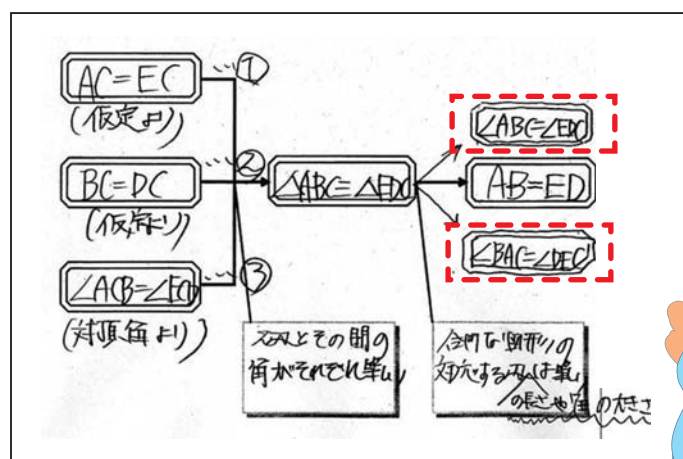 AC=EC
(仮定より)
①
BC=DC
(仮定より)
②
∠ACB=∠ECD
(対頂角より)
③
△ABC≡△EDC
∠ABC=∠EDC
AB=ED
∠BAC=∠DEC
2辺とその間の
角がそれぞれ等しい
合同な図形の
対応する辺は等しい
の長さや角の大きさ